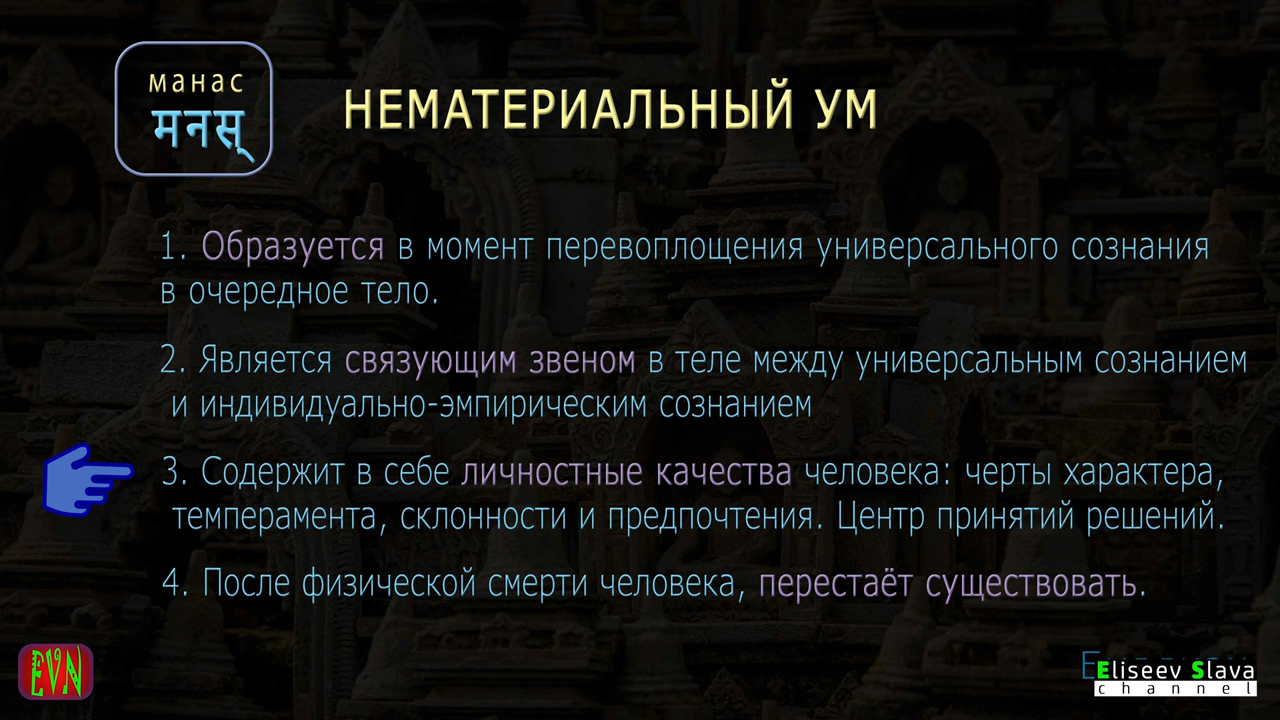 манас
मनस्
НЕМАТЕРИАЛЬНЫЙ УМ
1. Образуется в момент перевоплощения универсального сознания
в очередное тело.
2. Является связующим звеном в теле между универсальным сознанием
и индивидуально-эмпирическим сознанием
3. Содержит в себе личностные качества человека: черты характера,
темперамента, склонности и предпочтения. Центр принятий решений.
4. После физической смерти человека, перестаёт существовать.
EVN
Eliseev Slava
channel